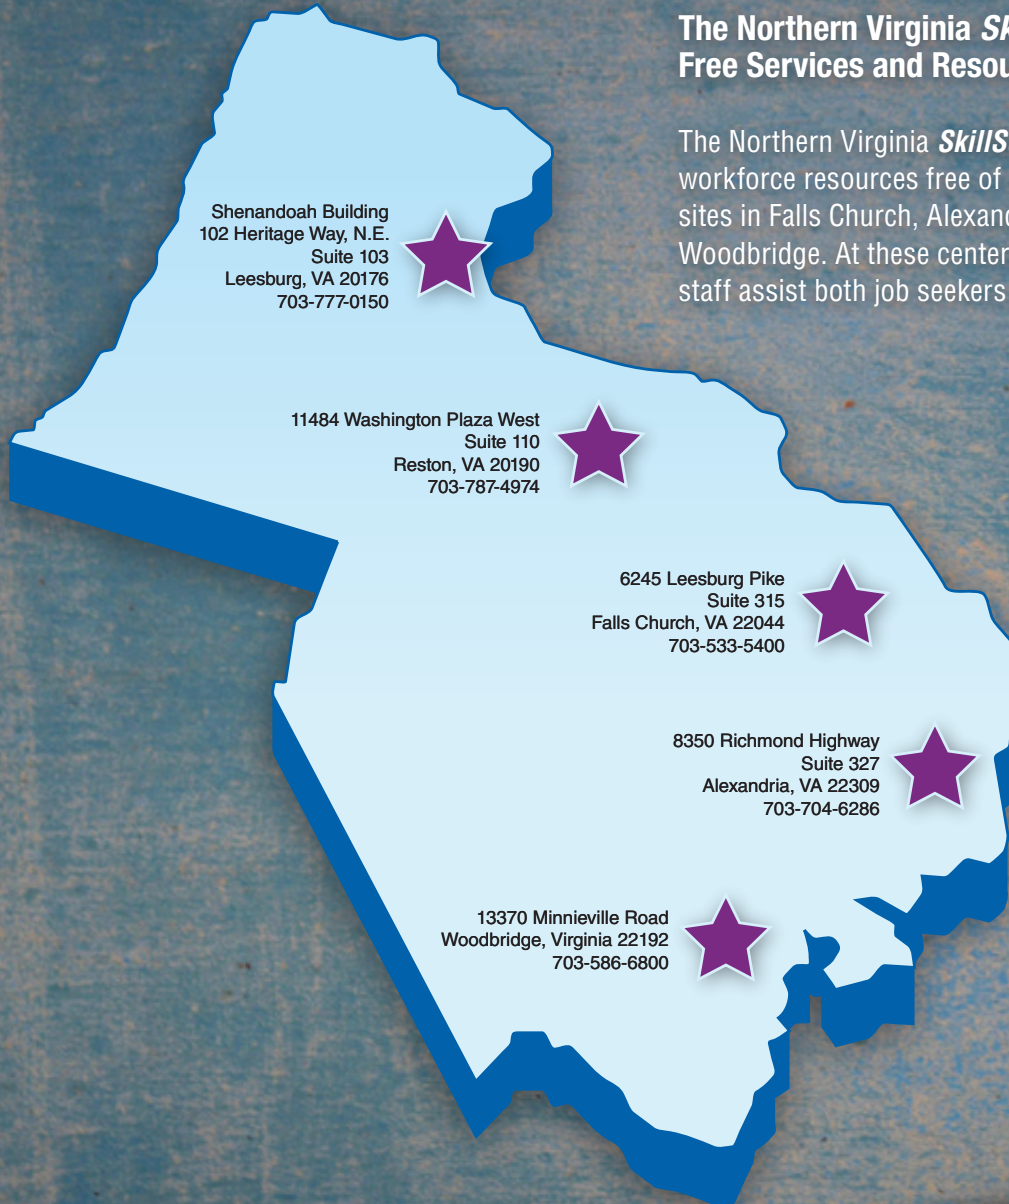 The Northern Virginia
Free Services and
The Northern Virginia
workforce resources free of
sites in Falls Church,
Woodbridge. At these
staff assist both job seekers
Shenandoah Building
102 Heritage Way, N.E.
Suite 103
Leesburg, VA 20176
703-777-0150
11484 Washington Plaza West
Suite 110
Reston, VA 20190
703-787-4974
6245 Leesburg Pike
Suite 315
Falls Church, VA 22044
703-533-5400
8350 Richmond Highway
Suite 327
Alexandria, VA 22309
703-704-6286
13370 Minnieville Road
Woodbridge, Virginia 22192
703-586-6800